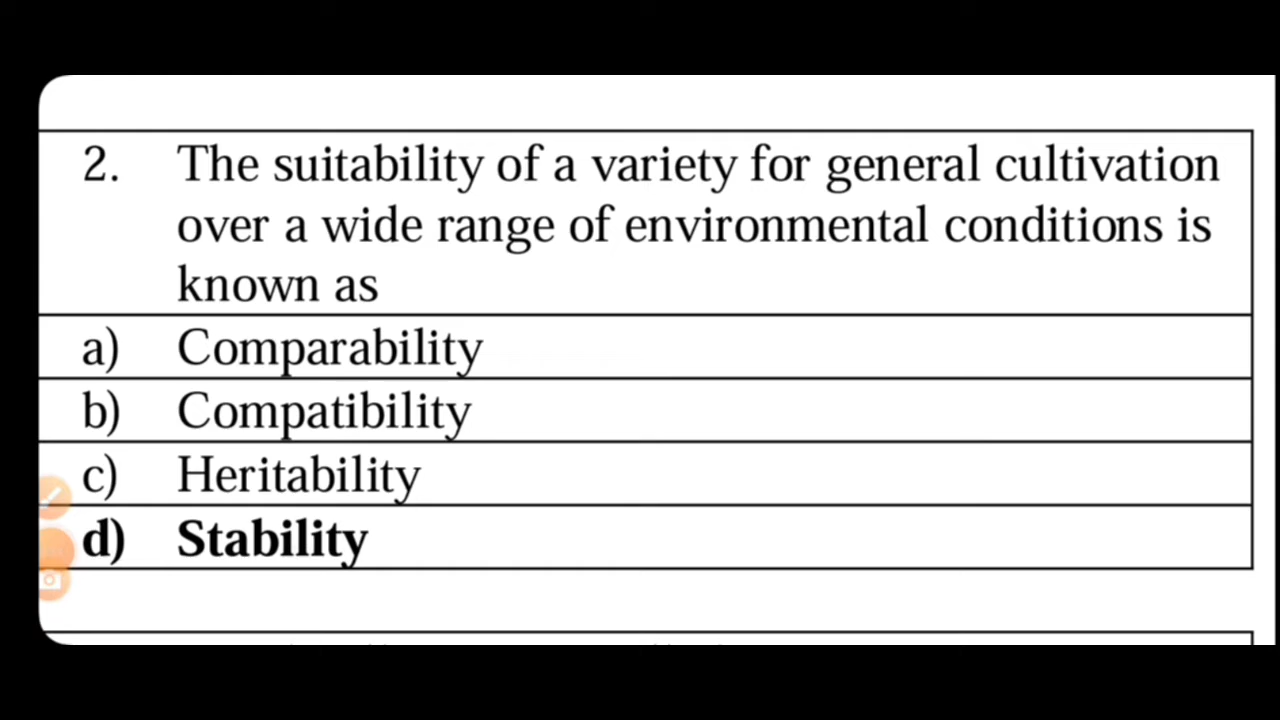 2. The suitability of a variety for general cultivation
over a wide range of environmental conditions is
known as
a) Comparability
b) Compatibility
c) Heritability
d) Stability